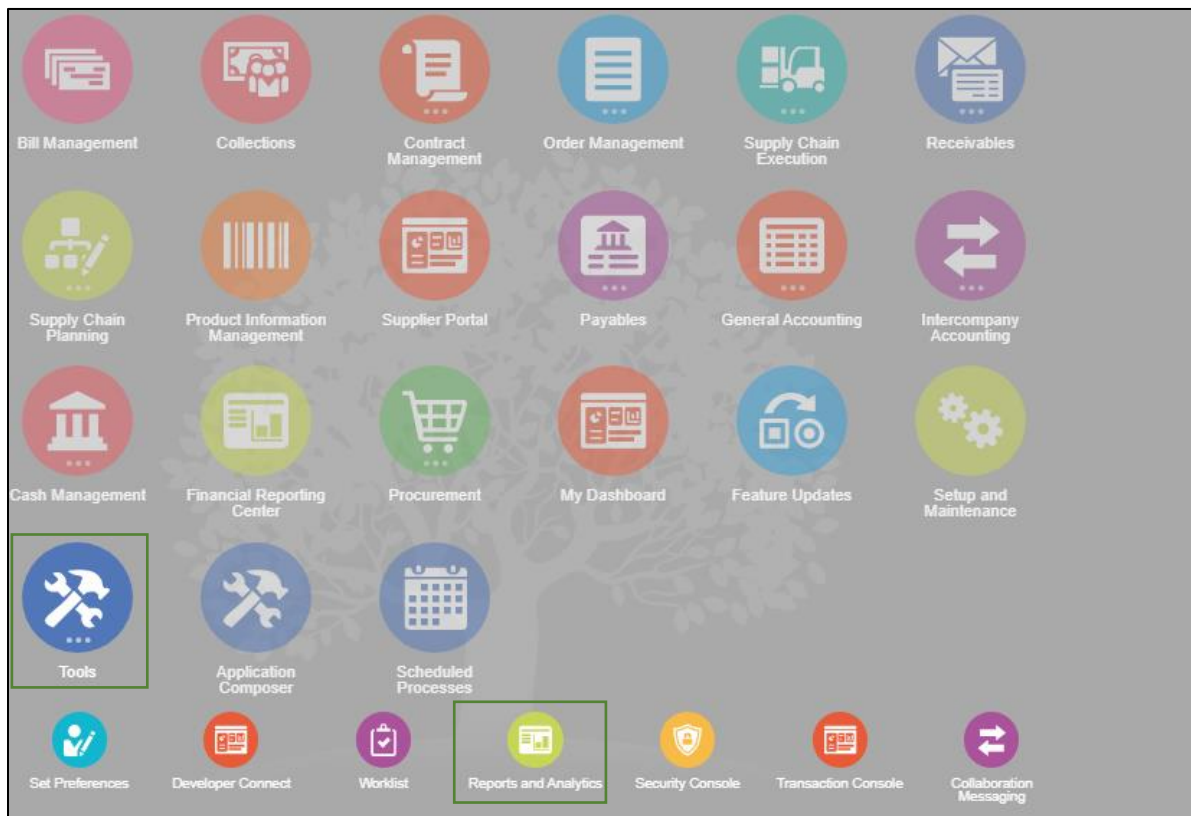 Bill Management
Collections
Contract
Management
Order Management
Supply Chain
Execution
Receivables
Supply Chain
Planning
Product Information
Management
Supplier Portal
Payables
General Accounting
Intercompany
Accounting
Cash Management
Financial Reporting
Center
Procurement
My Dashboard
Feature Updates
Setup and
Maintenance
Tools
Application
Composer
Scheduled
Processes
Set Preferences
Developer Connect
Worklist
Reports and Analytics
Security Console
Transaction Console
Collaboration
Messaging